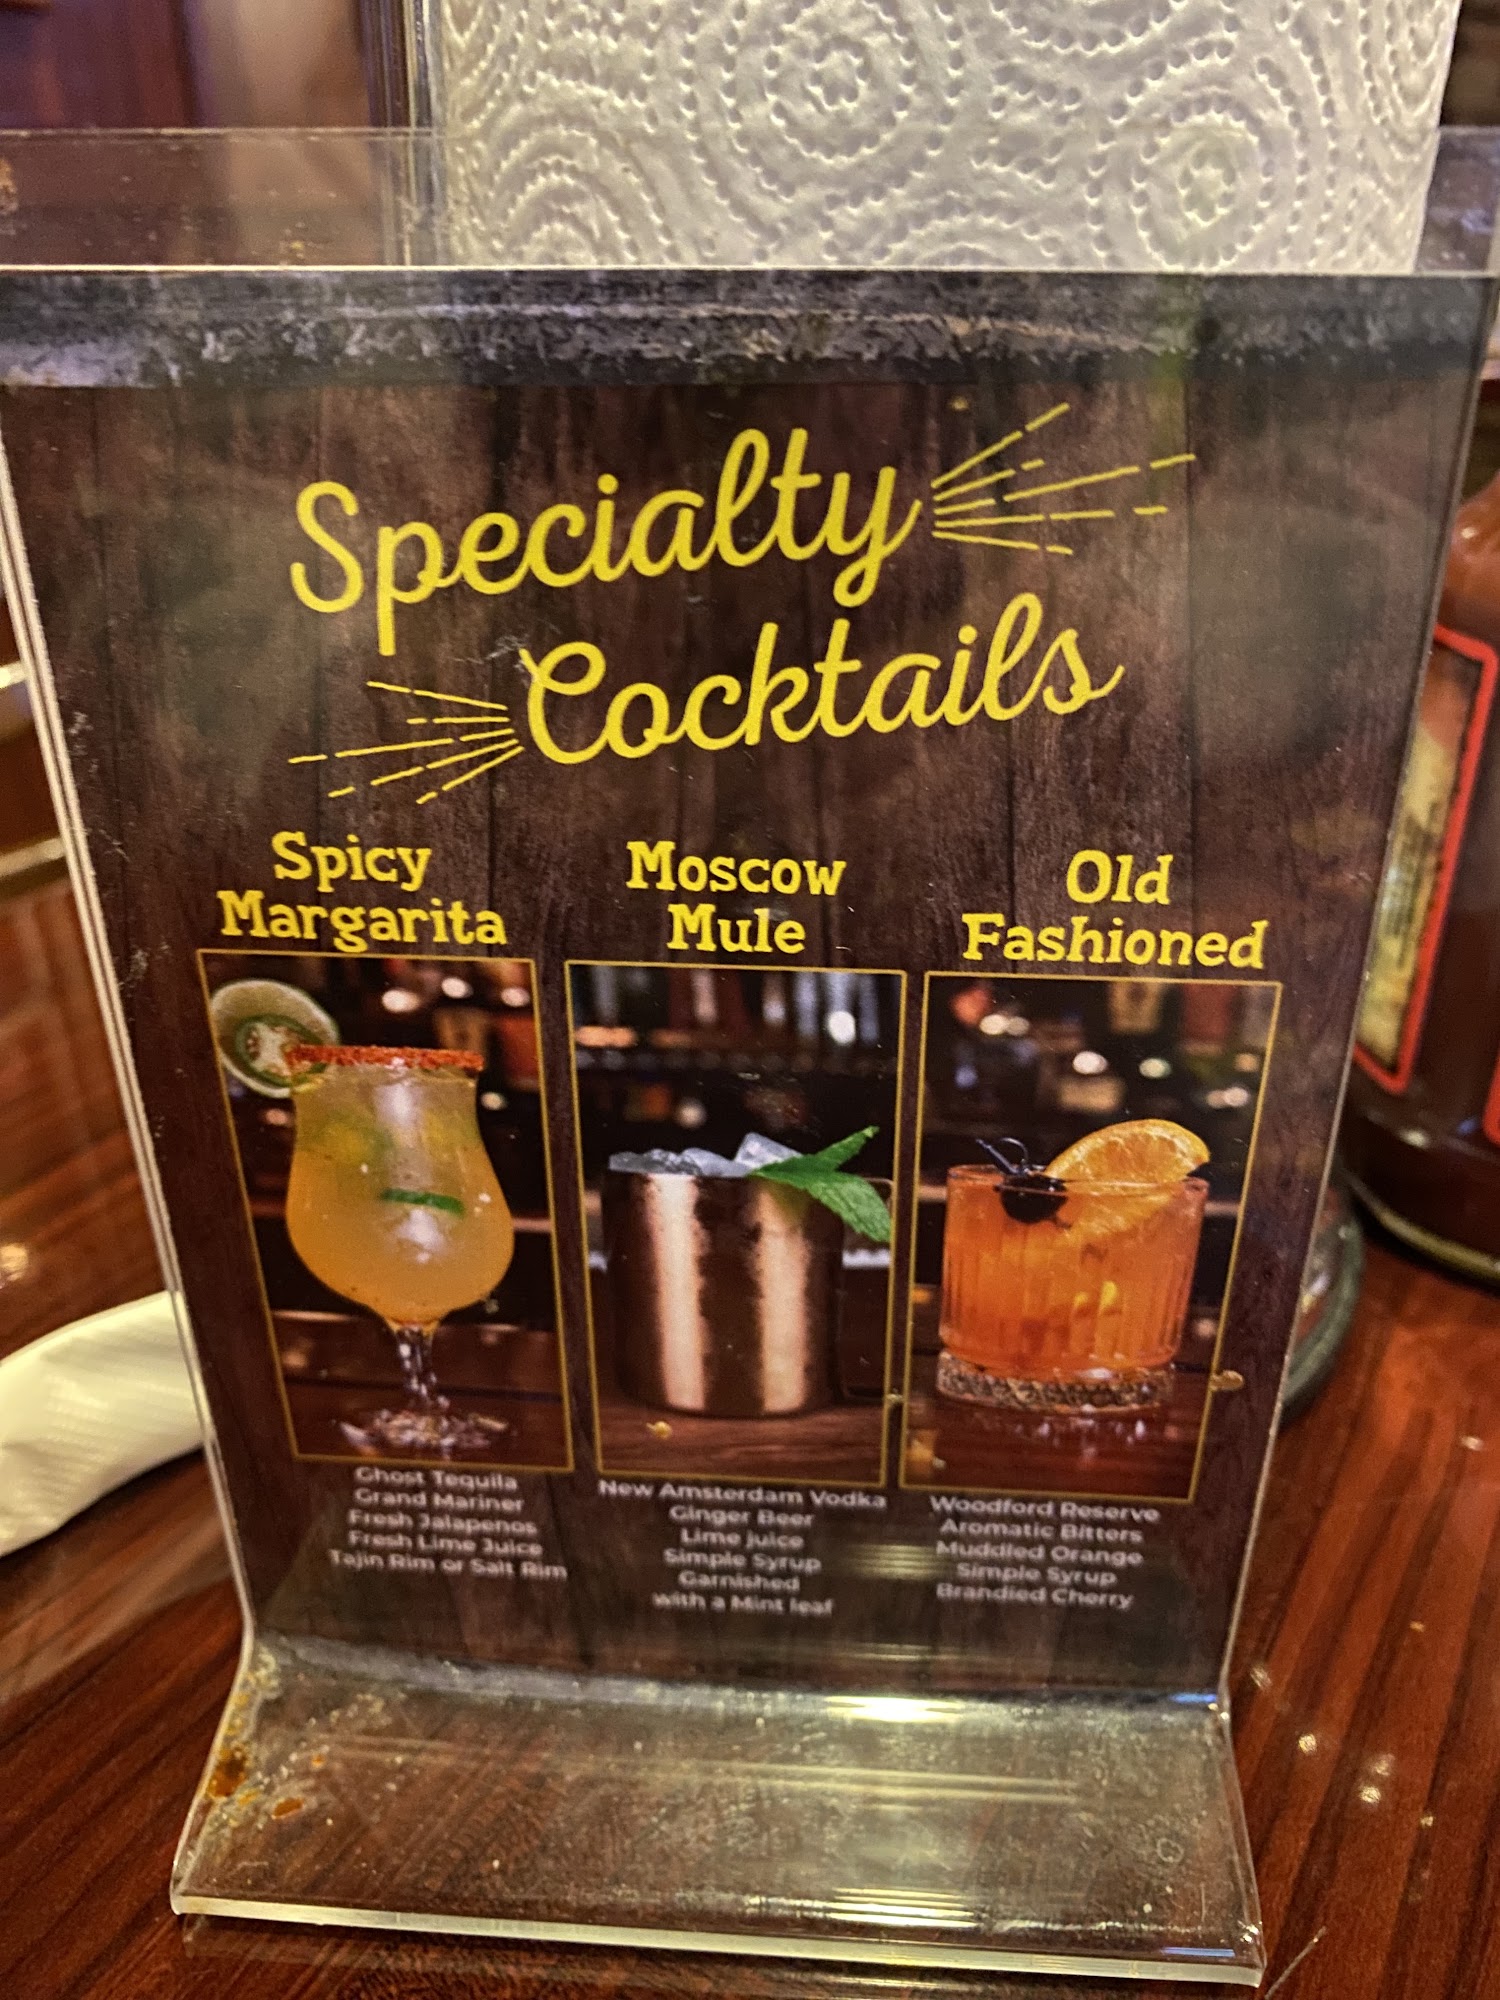 Specialty
Cocktails
Spicy
Margarita
Ghost Tequila
Grand Mariner
Fresh Jalapenos
Fresh Lime Juice
Tajin Rim or Salt Rim
Moscow
Mule
New Amsterdam Vodka
Ginger Beer
Lime juice
Simple Syrup
Garnished
with a Mint leaf
Old
Fashioned
Woodford Reserve
Aromatic Bitters
Muddled Orange
Simple Syrup
Brandied Cherry